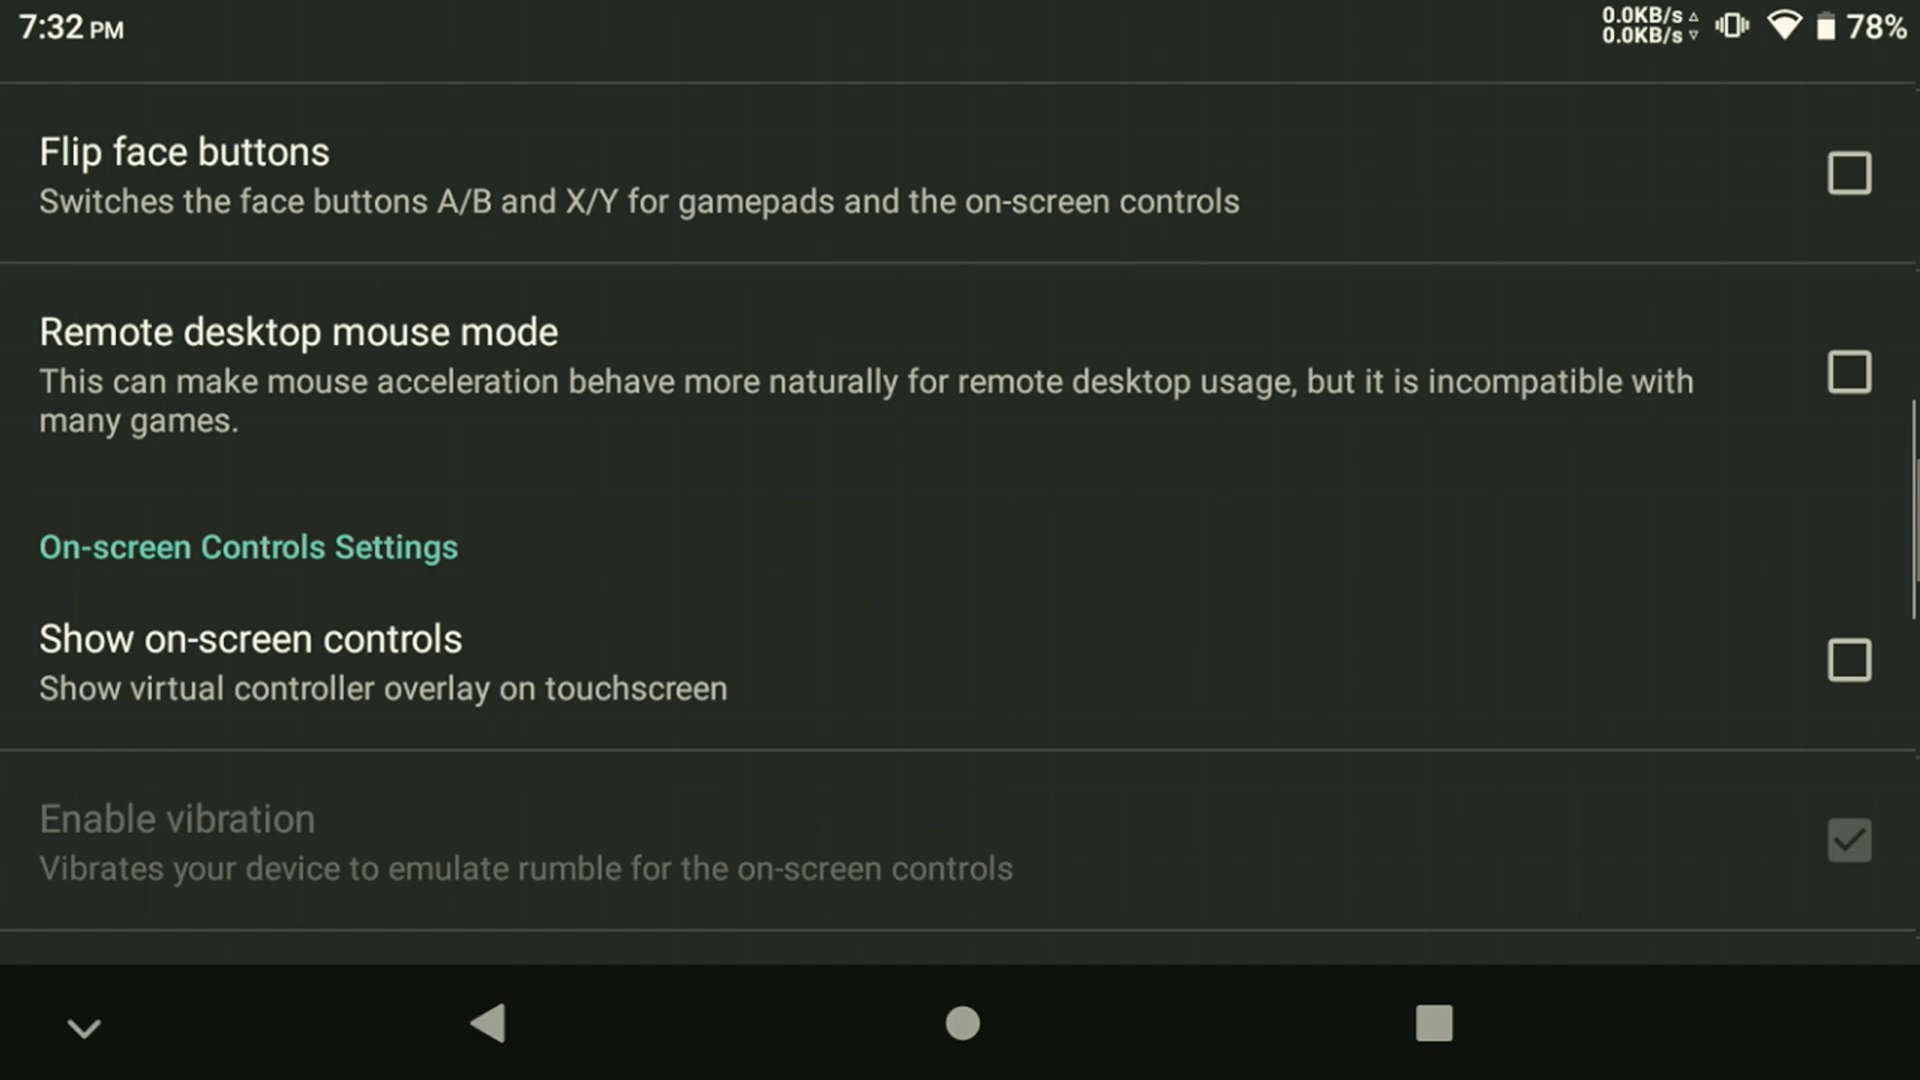 7:32 PM
0.0KB/s
0.0KB/s
78%
Flip face buttons
Switches the face buttons A/B and X/Y for gamepads and the on-screen controls
Remote desktop mouse mode
This can make mouse acceleration behave more naturally for remote desktop usage, but it is incompatible with
many games.
On-screen Controls Settings
Show on-screen controls
Show virtual controller overlay on touchscreen
Enable vibration
Vibrates your device to emulate rumble for the on-screen controls